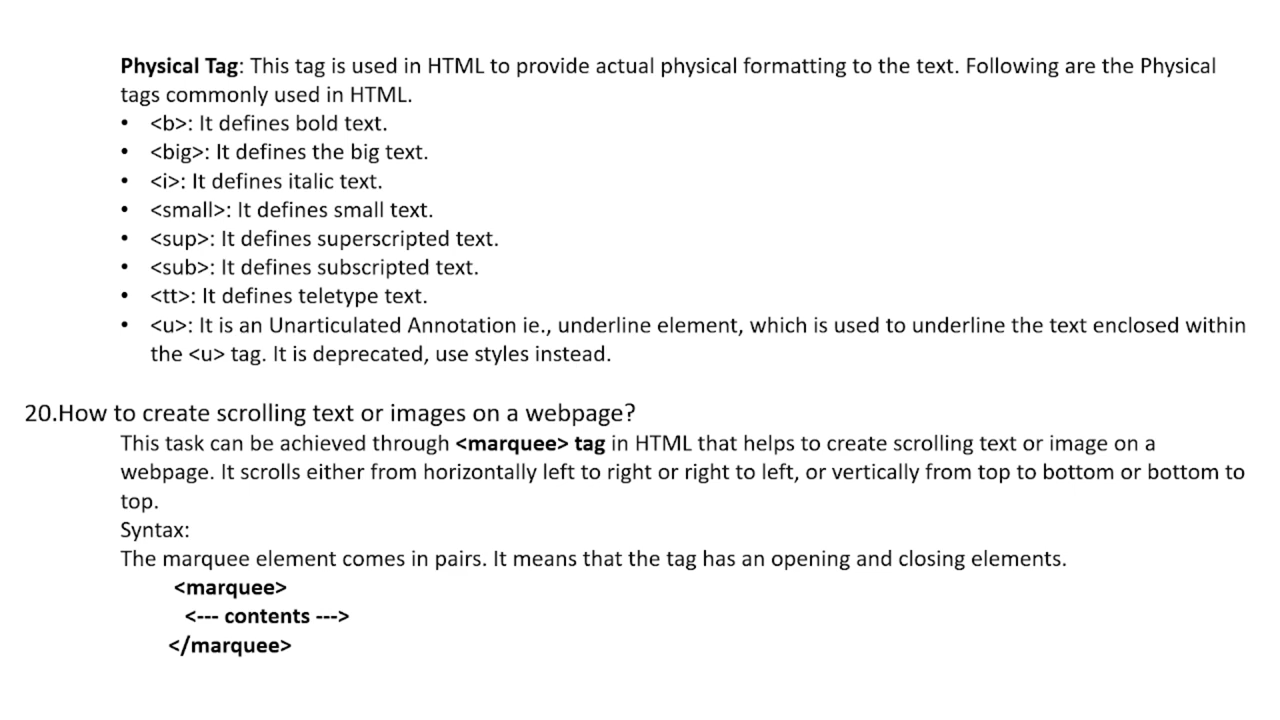 Physical Tag: This tag is used in HTML to provide actual physical formatting to the text. Following are the Physical
tags commonly used in HTML.
• <b>: It defines bold text.
• <big>: It defines the big text.
• <i>: It defines italic text.
• <small>: It defines small text.
• <sup>: It defines superscripted text.
• <sub>: It defines subscripted text.
• <tt>: It defines teletype text.
• <u>: It is an Unarticulated Annotation ie., underline element, which is used to underline the text enclosed within
the <u> tag. It is deprecated, use styles instead.
20.How to create scrolling text or images on a webpage?
This task can be achieved through <marquee> tag in HTML that helps to create scrolling text or image on a
webpage. It scrolls either from horizontally left to right or right to left, or vertically from top to bottom or bottom to
top.
Syntax:
The marquee element comes in pairs. It means that the tag has an opening and closing elements.
<marquee>
<--- contents --->
</marquee>